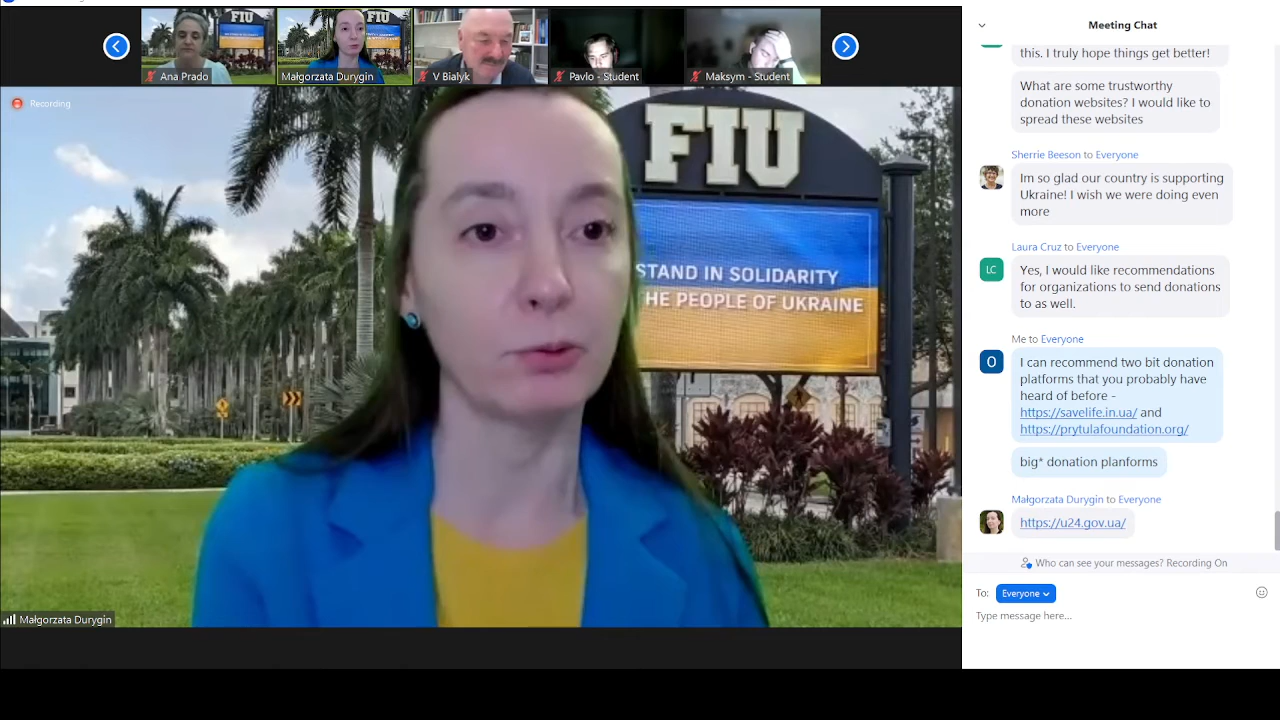 FIU
Ana Prado
FIU
Małgorzata Durygin
V Bialyk
Pavlo - Student
Maksym - Student
Recording
FIU
STAND IN SOLIDARITY
HE PEOPLE OF UKRAINE
Małgorzata Durygin
Meeting Chat
What are some trustworthy
donation websites? I would like to
spread these websites
Sherrie Beeson to Everyone
Im so glad our country is supporting
Ukraine! I wish we were doing even
more
Laura Cruz to Everyone
LC
Yes, I would like recommendations
for organizations to send donations
to as well.
Me to Everyone
O
I can recommend two bit donation
platforms that you probably have
heard of before -
https://savelife.in.ua/ and
https://prytulafoundation.org/
big* donation planforms
Małgorzata Durygin to Everyone
https://u24.gov.ua/
Who can see your messages? Recording On
To: Everyone
Type message here...